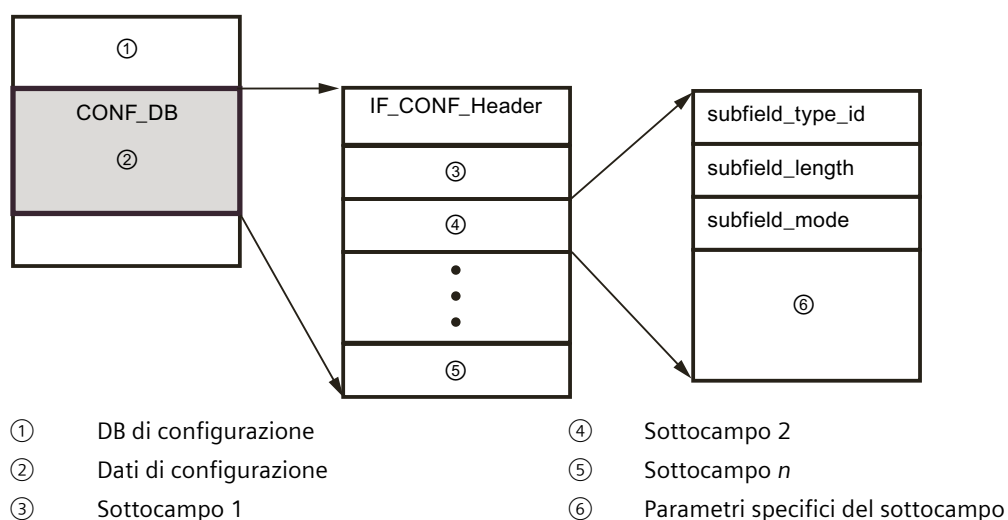 ①
CONF_DB
②
IF_CONF_Header
③
④
⑤
subfield_type_id
subfield_length
subfield_mode
⑥
① DB di configurazione
② Dati di configurazione
③ Sottocampo 1
④ Sottocampo 2
⑤ Sottocampo n
⑥ Parametri specifici del sottocampo